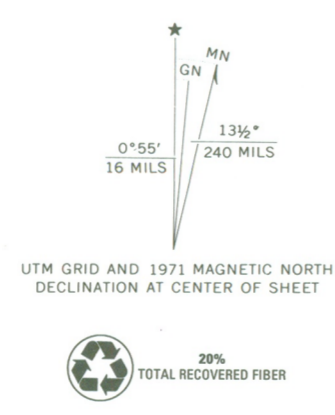 ★
MN
GN
0°55'
16 MILS
13½°
240 MILS
UTM GRID AND 1971 MAGNETIC NORTH
DECLINATION AT CENTER OF SHEET
20%
TOTAL RECOVERED FIBER